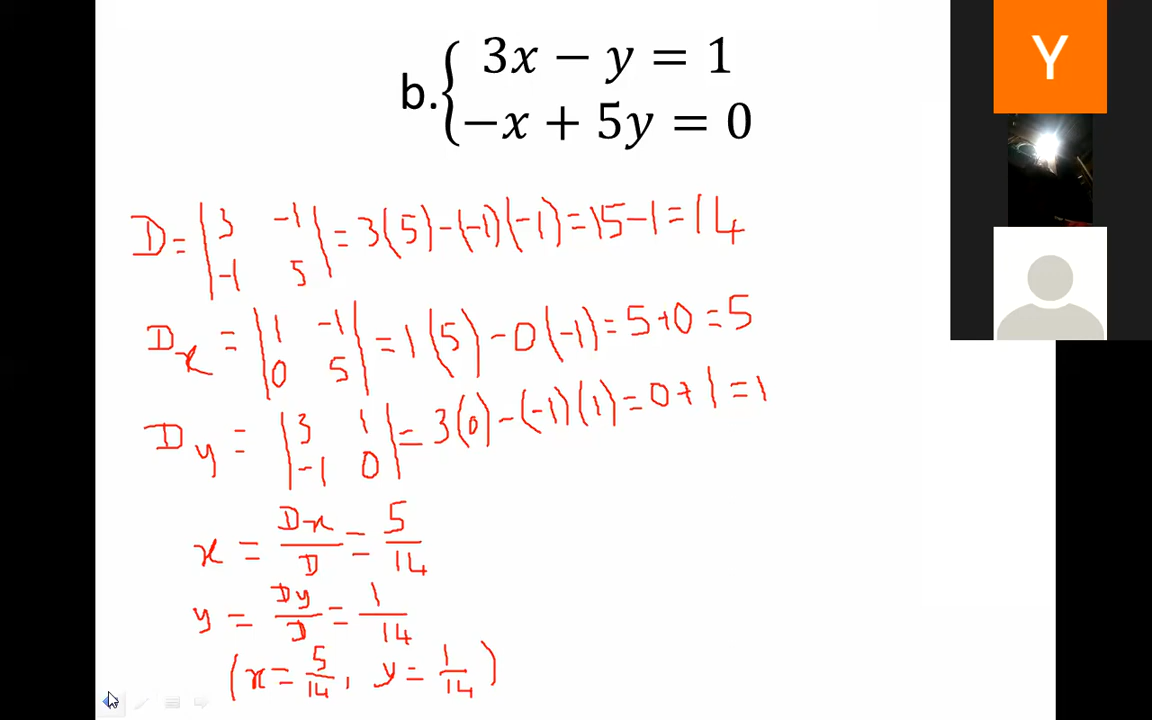 b. { 3x − y = 1
−x + 5y = 0
Y
D = | 3 -1 | = 3(5) - (-1)(-1) = 15 - 1 = 14
| -1 5 |
Dx = | 1 -1 | = 1(5) - 0(-1) = 5 + 0 = 5
| 0 5 |
Dy = | 3 1 | = 3(0) - (-1)(1) = 0 + 1 = 1
| -1 0 |
x = Dx/D = 5/14
y = Dy/D = 1/14
(x = 5/14, y = 1/14)